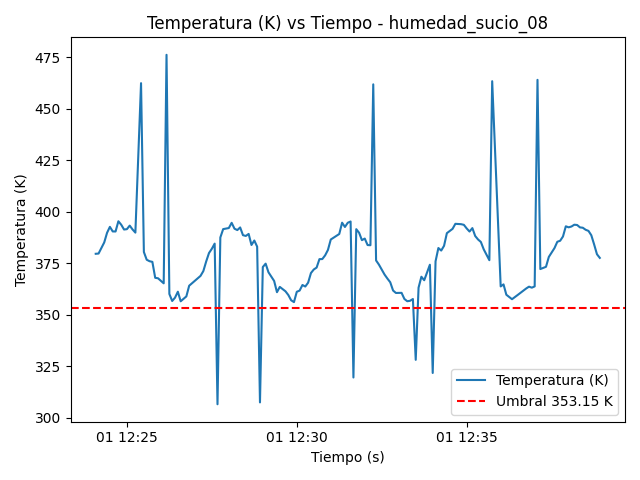 Temperatura (K) vs Tiempo - humedad_sucio_08
Temperatura (K)
475
450
425
400
375
350
325
300
01 12:25
01 12:30
01 12:35
Tiempo (s)
Temperatura (K)
Umbral 353.15 K